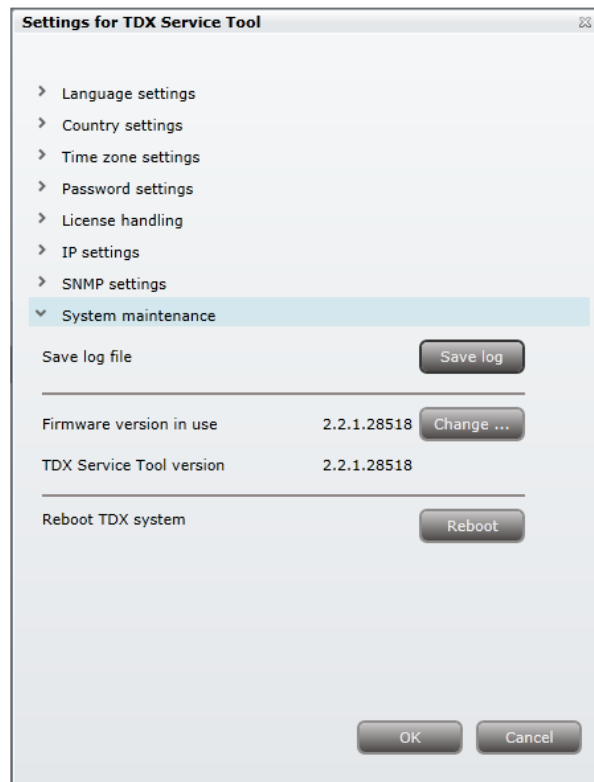 Settings for TDX Service Tool
Language settings
Country settings
Time zone settings
Password settings
License handling
IP settings
SNMP settings
System maintenance
Save log file Save log
Firmware version in use 2.2.1.28518 Change ...
TDX Service Tool version 2.2.1.28518
Reboot TDX system Reboot
OK Cancel